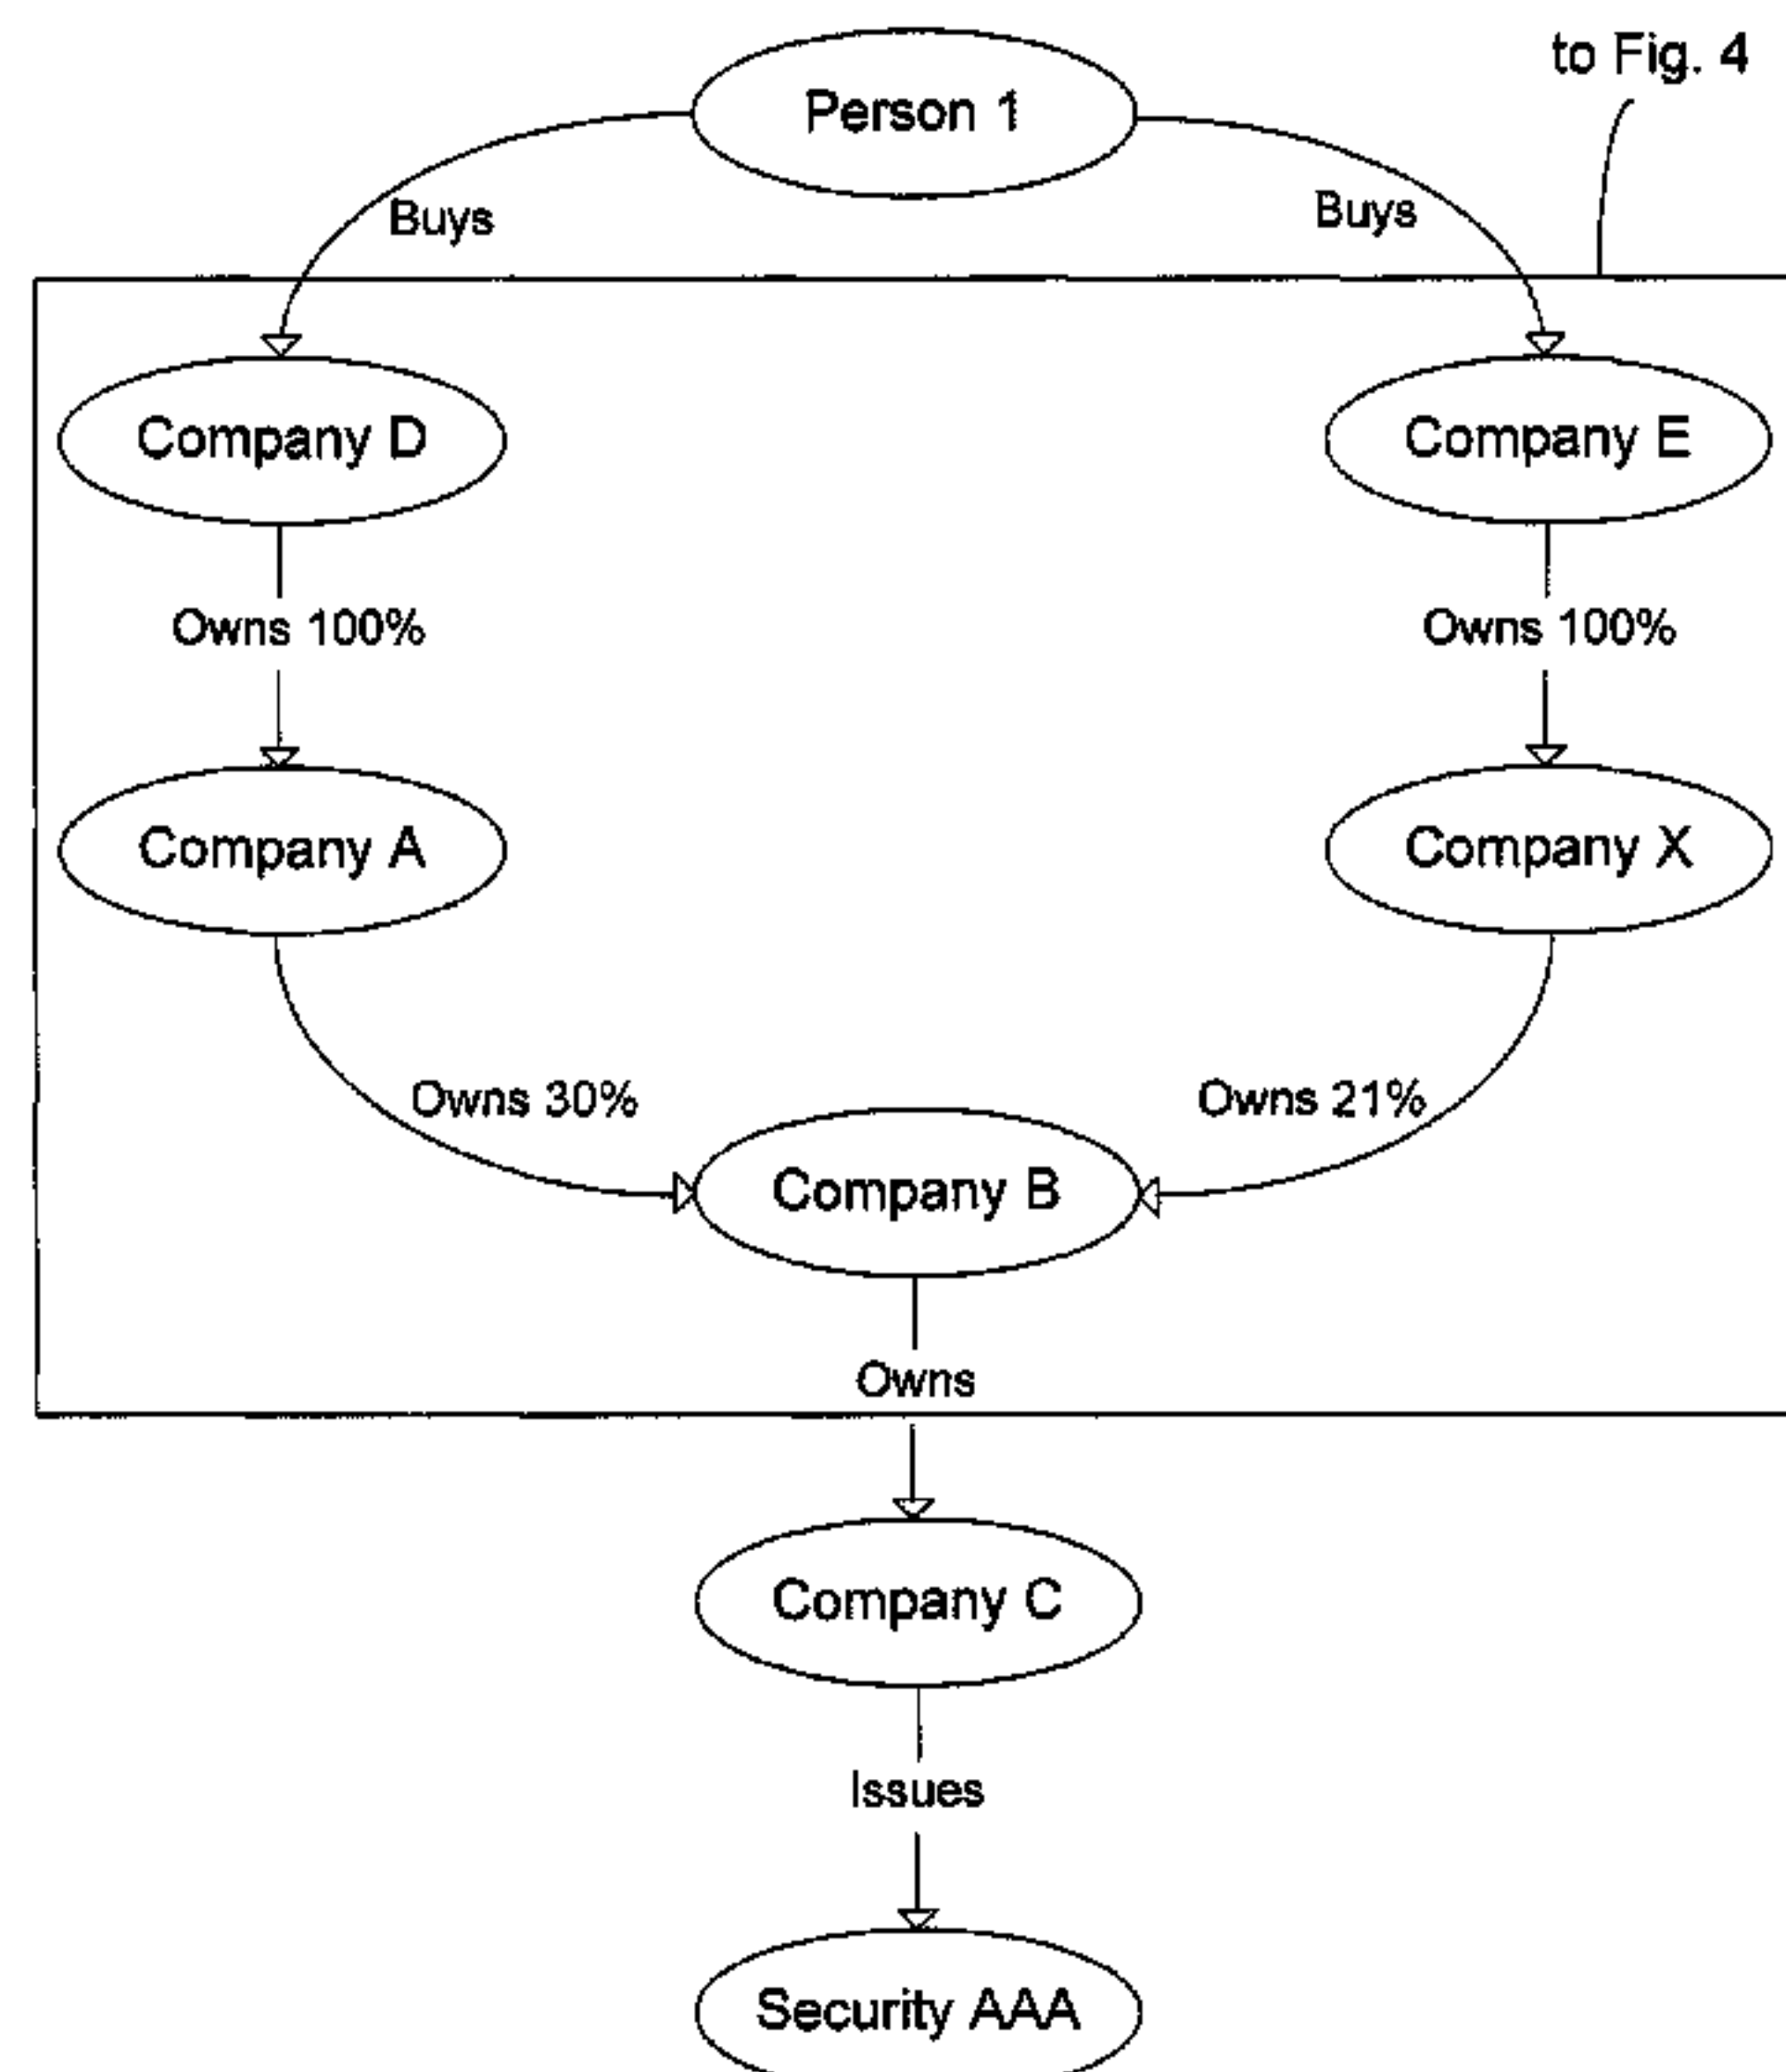 to Fig. 4
Person 1
Buys
Buys
Company D
Company E
Owns 100%
Owns 100%
Company A
Company X
Owns 30%
Owns 21%
Company B
Owns
Company C
Issues
Security AAA